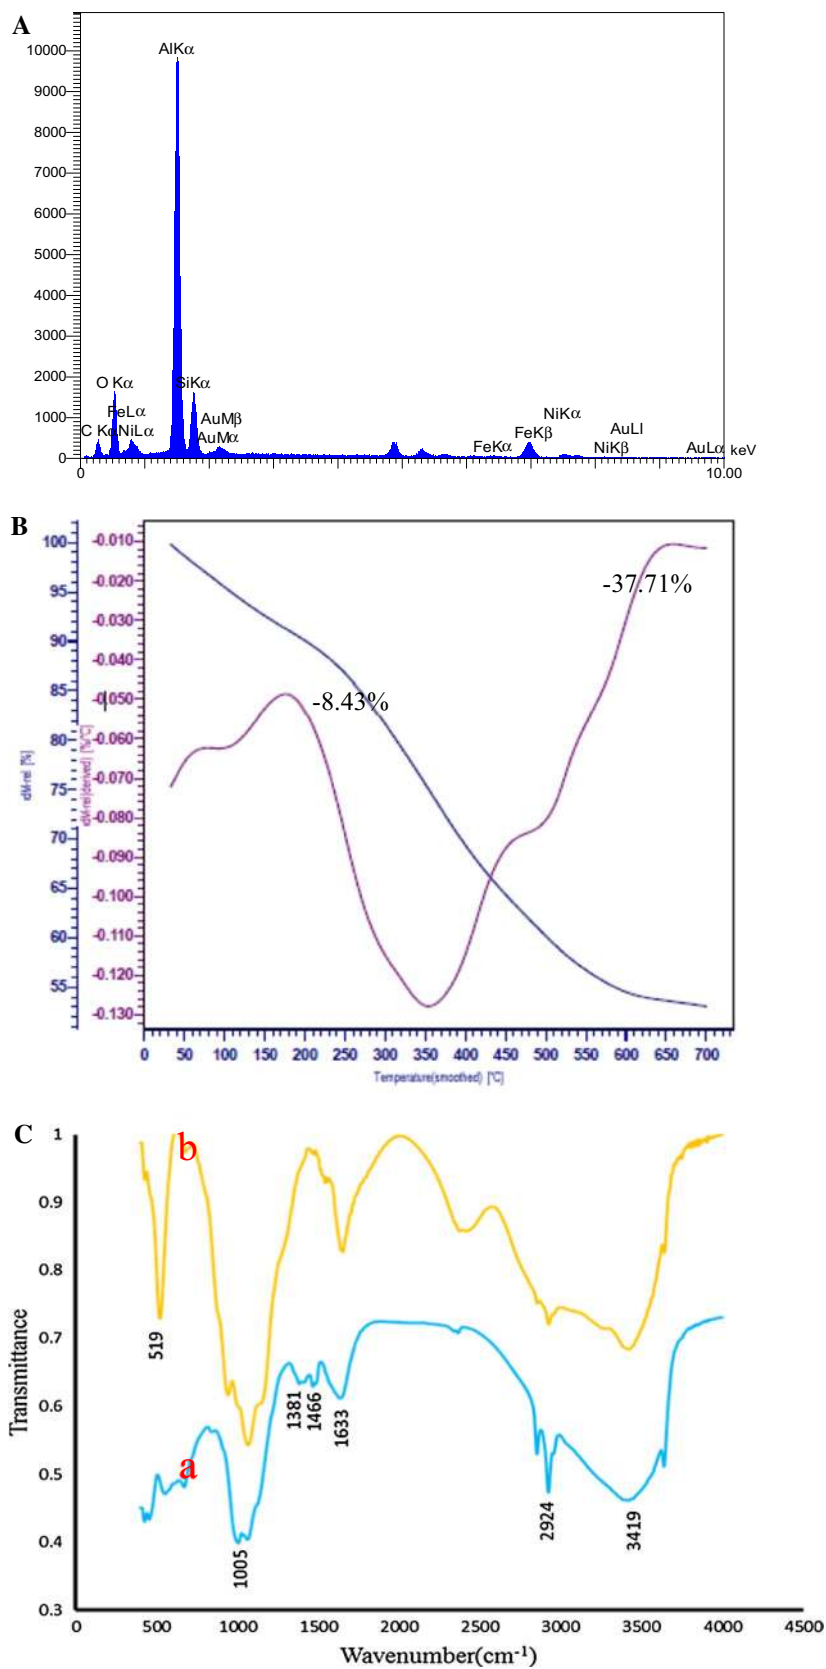 A
AlKα
10000
9000
8000
7000
6000
5000
4000
3000
2000
1000
0
O Kα
SiKα
FeLα
C Kα
NiLα
AuMβ
AuMα
NiKα
FeKα
FeKβ
AuLl
NiKβ
AuLα
keV
0
10.00
B
100
95
90
85
80
75
70
65
60
55
dM-rel [%]
-0.010
-0.020
-0.030
-0.040
-0.050
-0.060
-0.070
-0.080
-0.090
-0.100
-0.110
-0.120
-0.130
dM-rel(derived) [%/°C]
-37.71%
-8.43%
0 50 100 150 200 250 300 350 400 450 500 550 600 650 700
Temperature(smoothed) [°C]
C
1
0.9
0.8
0.7
0.6
0.5
0.4
0.3
Transmittance
b
a
519
1005
1381
1466
1633
2924
3419
0 500 1000 1500 2000 2500 3000 3500 4000 4500
Wavenumber(cm⁻¹)